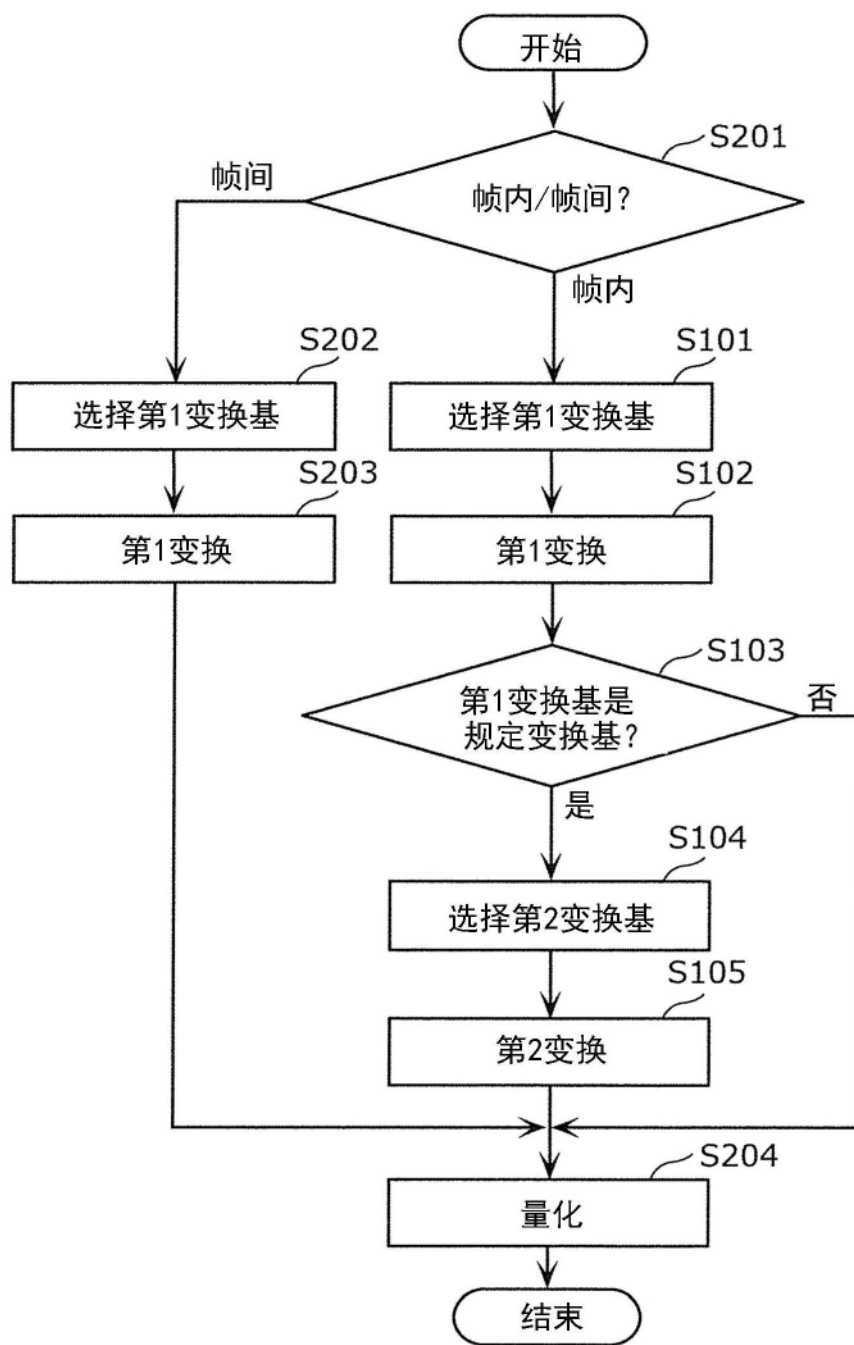 开始
S201
帧内/帧间?
帧间
帧内
S202
选择第1变换基
S203
第1变换
S101
选择第1变换基
S102
第1变换
S103
第1变换基是
规定变换基?
否
是
S104
选择第2变换基
S105
第2变换
S204
量化
结束